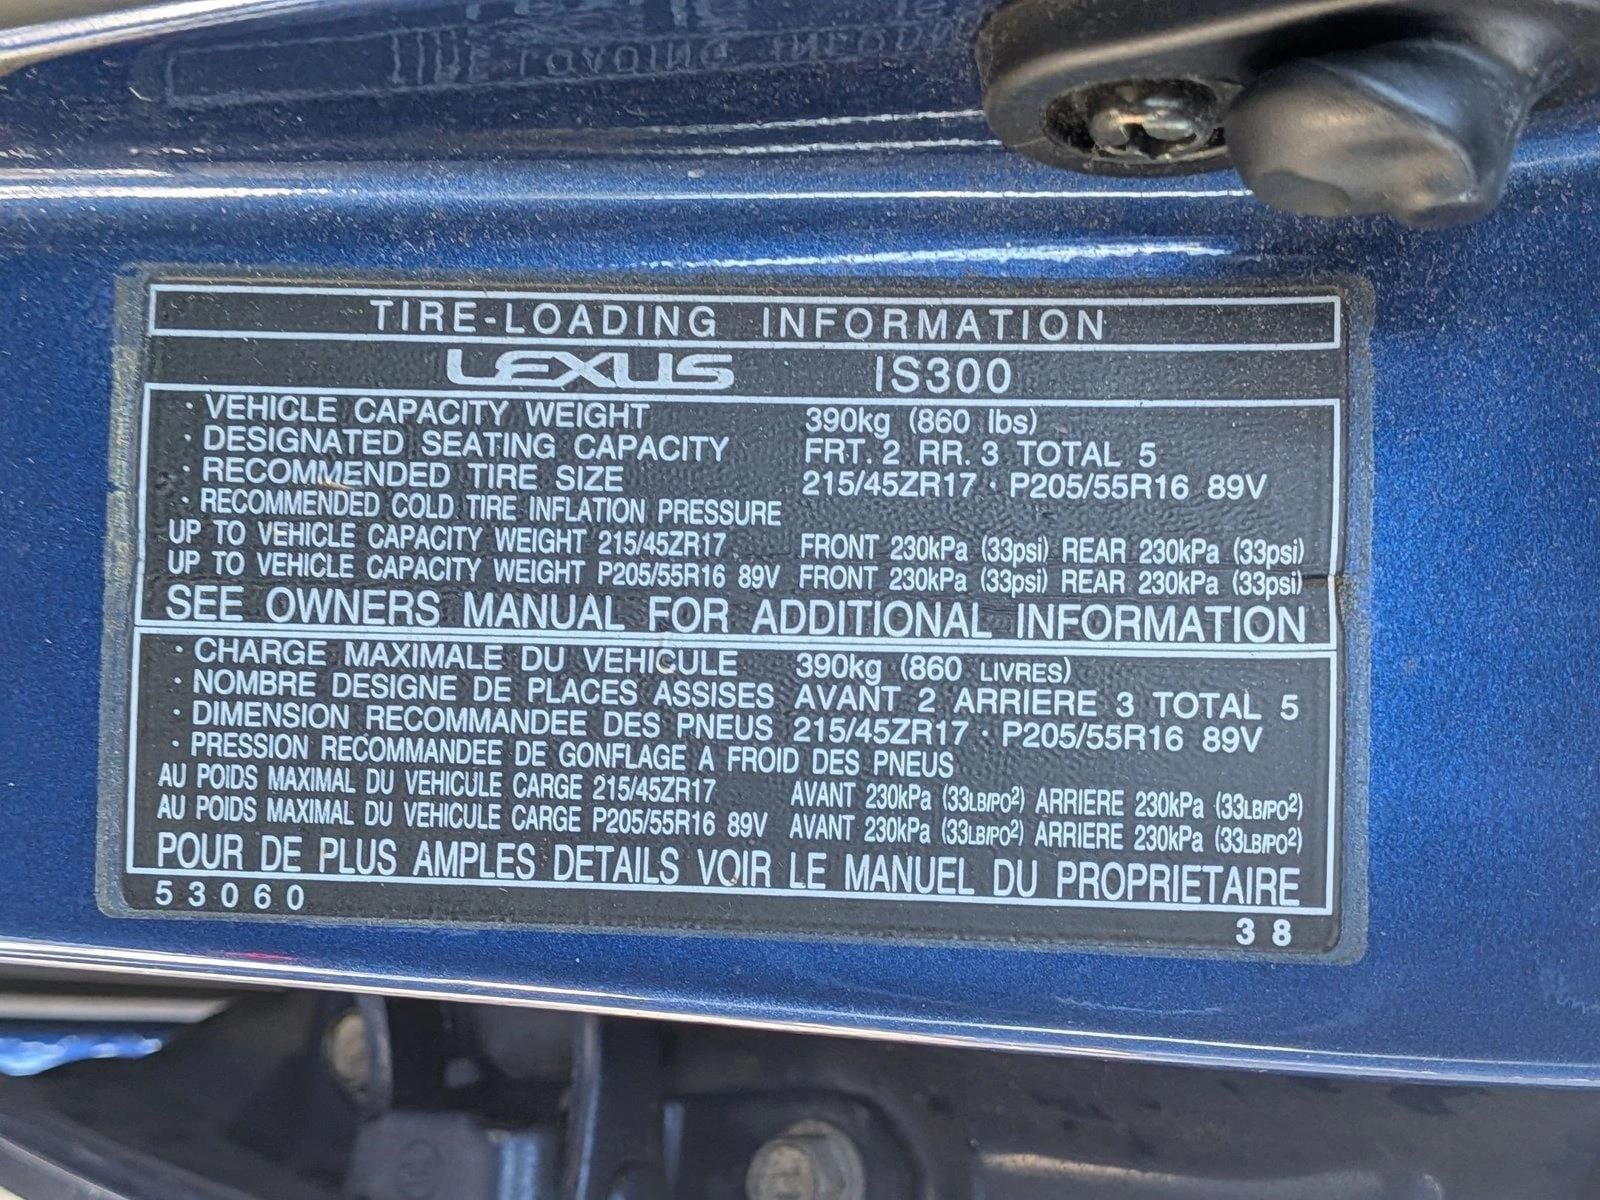 TIRE-LOADING INFORMATION
LEXUS IS300
· VEHICLE CAPACITY WEIGHT 390kg (860 lbs)
· DESIGNATED SEATING CAPACITY FRT. 2 RR. 3 TOTAL 5
· RECOMMENDED TIRE SIZE 215/45ZR17 · P205/55R16 89V
· RECOMMENDED COLD TIRE INFLATION PRESSURE
UP TO VEHICLE CAPACITY WEIGHT 215/45ZR17 FRONT 230kPa (33psi) REAR 230kPa (33psi)
UP TO VEHICLE CAPACITY WEIGHT P205/55R16 89V FRONT 230kPa (33psi) REAR 230kPa (33psi)
SEE OWNERS MANUAL FOR ADDITIONAL INFORMATION
· CHARGE MAXIMALE DU VEHICULE 390kg (860 LIVRES)
· NOMBRE DESIGNE DE PLACES ASSISES AVANT 2 ARRIERE 3 TOTAL 5
· DIMENSION RECOMMANDEE DES PNEUS 215/45ZR17 · P205/55R16 89V
· PRESSION RECOMMANDEE DE GONFLAGE A FROID DES PNEUS
AU POIDS MAXIMAL DU VEHICULE CARGE 215/45ZR17 AVANT 230kPa (33LB/PO²) ARRIERE 230kPa (33LB/PO²)
AU POIDS MAXIMAL DU VEHICULE CARGE P205/55R16 89V AVANT 230kPa (33LB/PO²) ARRIERE 230kPa (33LB/PO²)
POUR DE PLUS AMPLES DETAILS VOIR LE MANUEL DU PROPRIETAIRE
53060
38